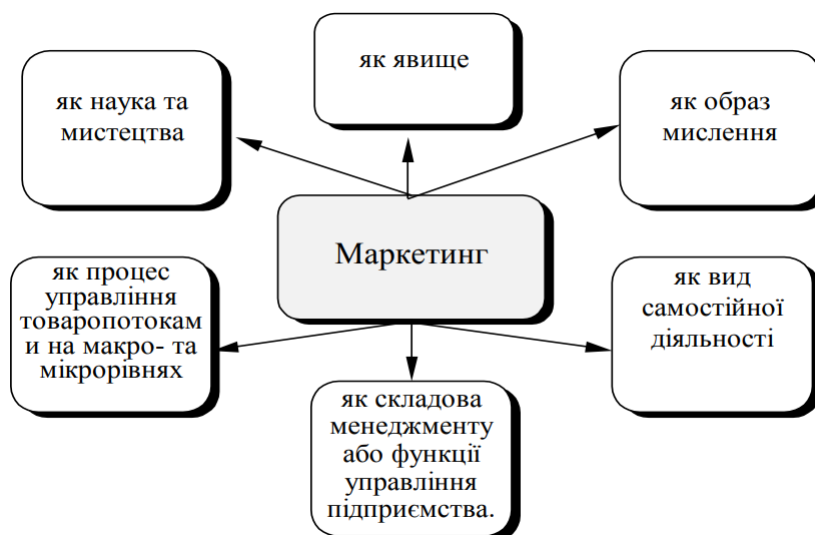 як явище
як наука та
мистецтва
як образ
мислення
Маркетинг
як процес
управління
товаропотокам
и на макро- та
мікрорівнях
як вид
самостійної
діяльності
як складова
менеджменту
або функції
управління
підприємства.